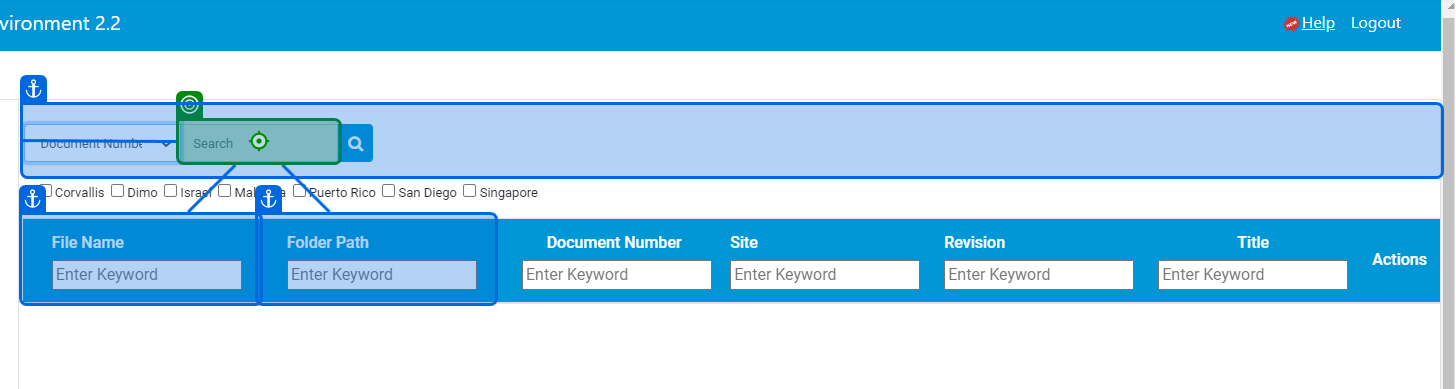 vironment 2.2
NEW Help Logout
Document Numbe Search
Corvallis Dimo Israel Puerto Rico San Diego Singapore
File Name Folder Path Document Number Site Revision Title Actions
Enter Keyword Enter Keyword Enter Keyword Enter Keyword Enter Keyword Enter Keyword